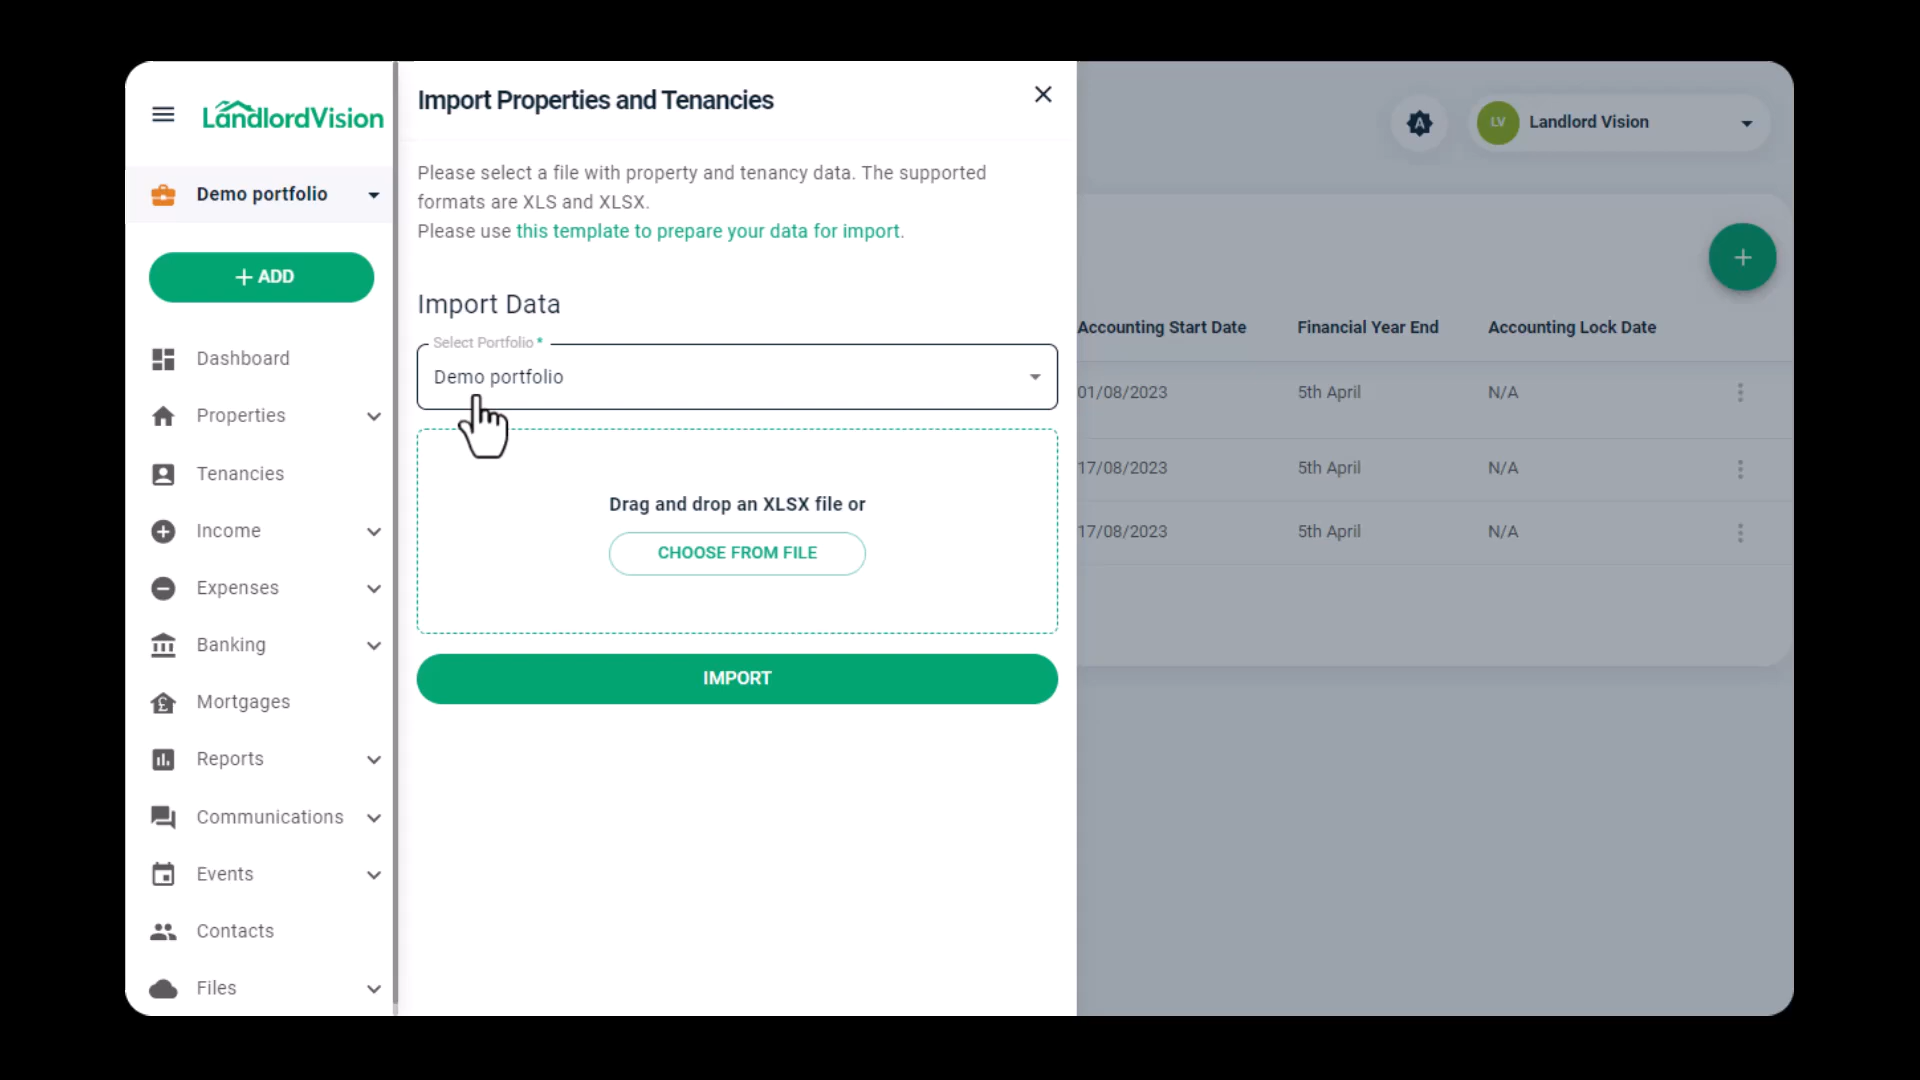 LandlordVision
Demo portfolio
+ ADD
Dashboard
Properties
Tenancies
Income
Expenses
Banking
Mortgages
Reports
Communications
Events
Contacts
Files
Import Properties and Tenancies
Please select a file with property and tenancy data. The supported
formats are XLS and XLSX.
Please use this template to prepare your data for import.
Import Data
Select Portfolio *
Demo portfolio
Drag and drop an XLSX file or
CHOOSE FROM FILE
IMPORT
A
LV Landlord Vision
+
Accounting Start Date Financial Year End Accounting Lock Date
01/08/2023 5th April N/A
17/08/2023 5th April N/A
17/08/2023 5th April N/A